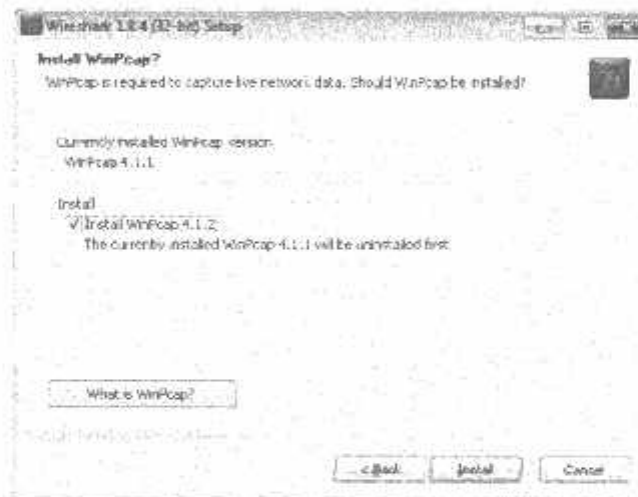 Wireshark 1.8.4 (32-bit) Setup
Install WinPcap?
WinPcap is required to capture live network data. Should WinPcap be installed?
Currently installed WinPcap version
WinPcap 4.1.1
Install
Install WinPcap 4.1.2
The currently installed WinPcap 4.1.1 will be uninstalled first
What is WinPcap?
< Back
Install
Cancel